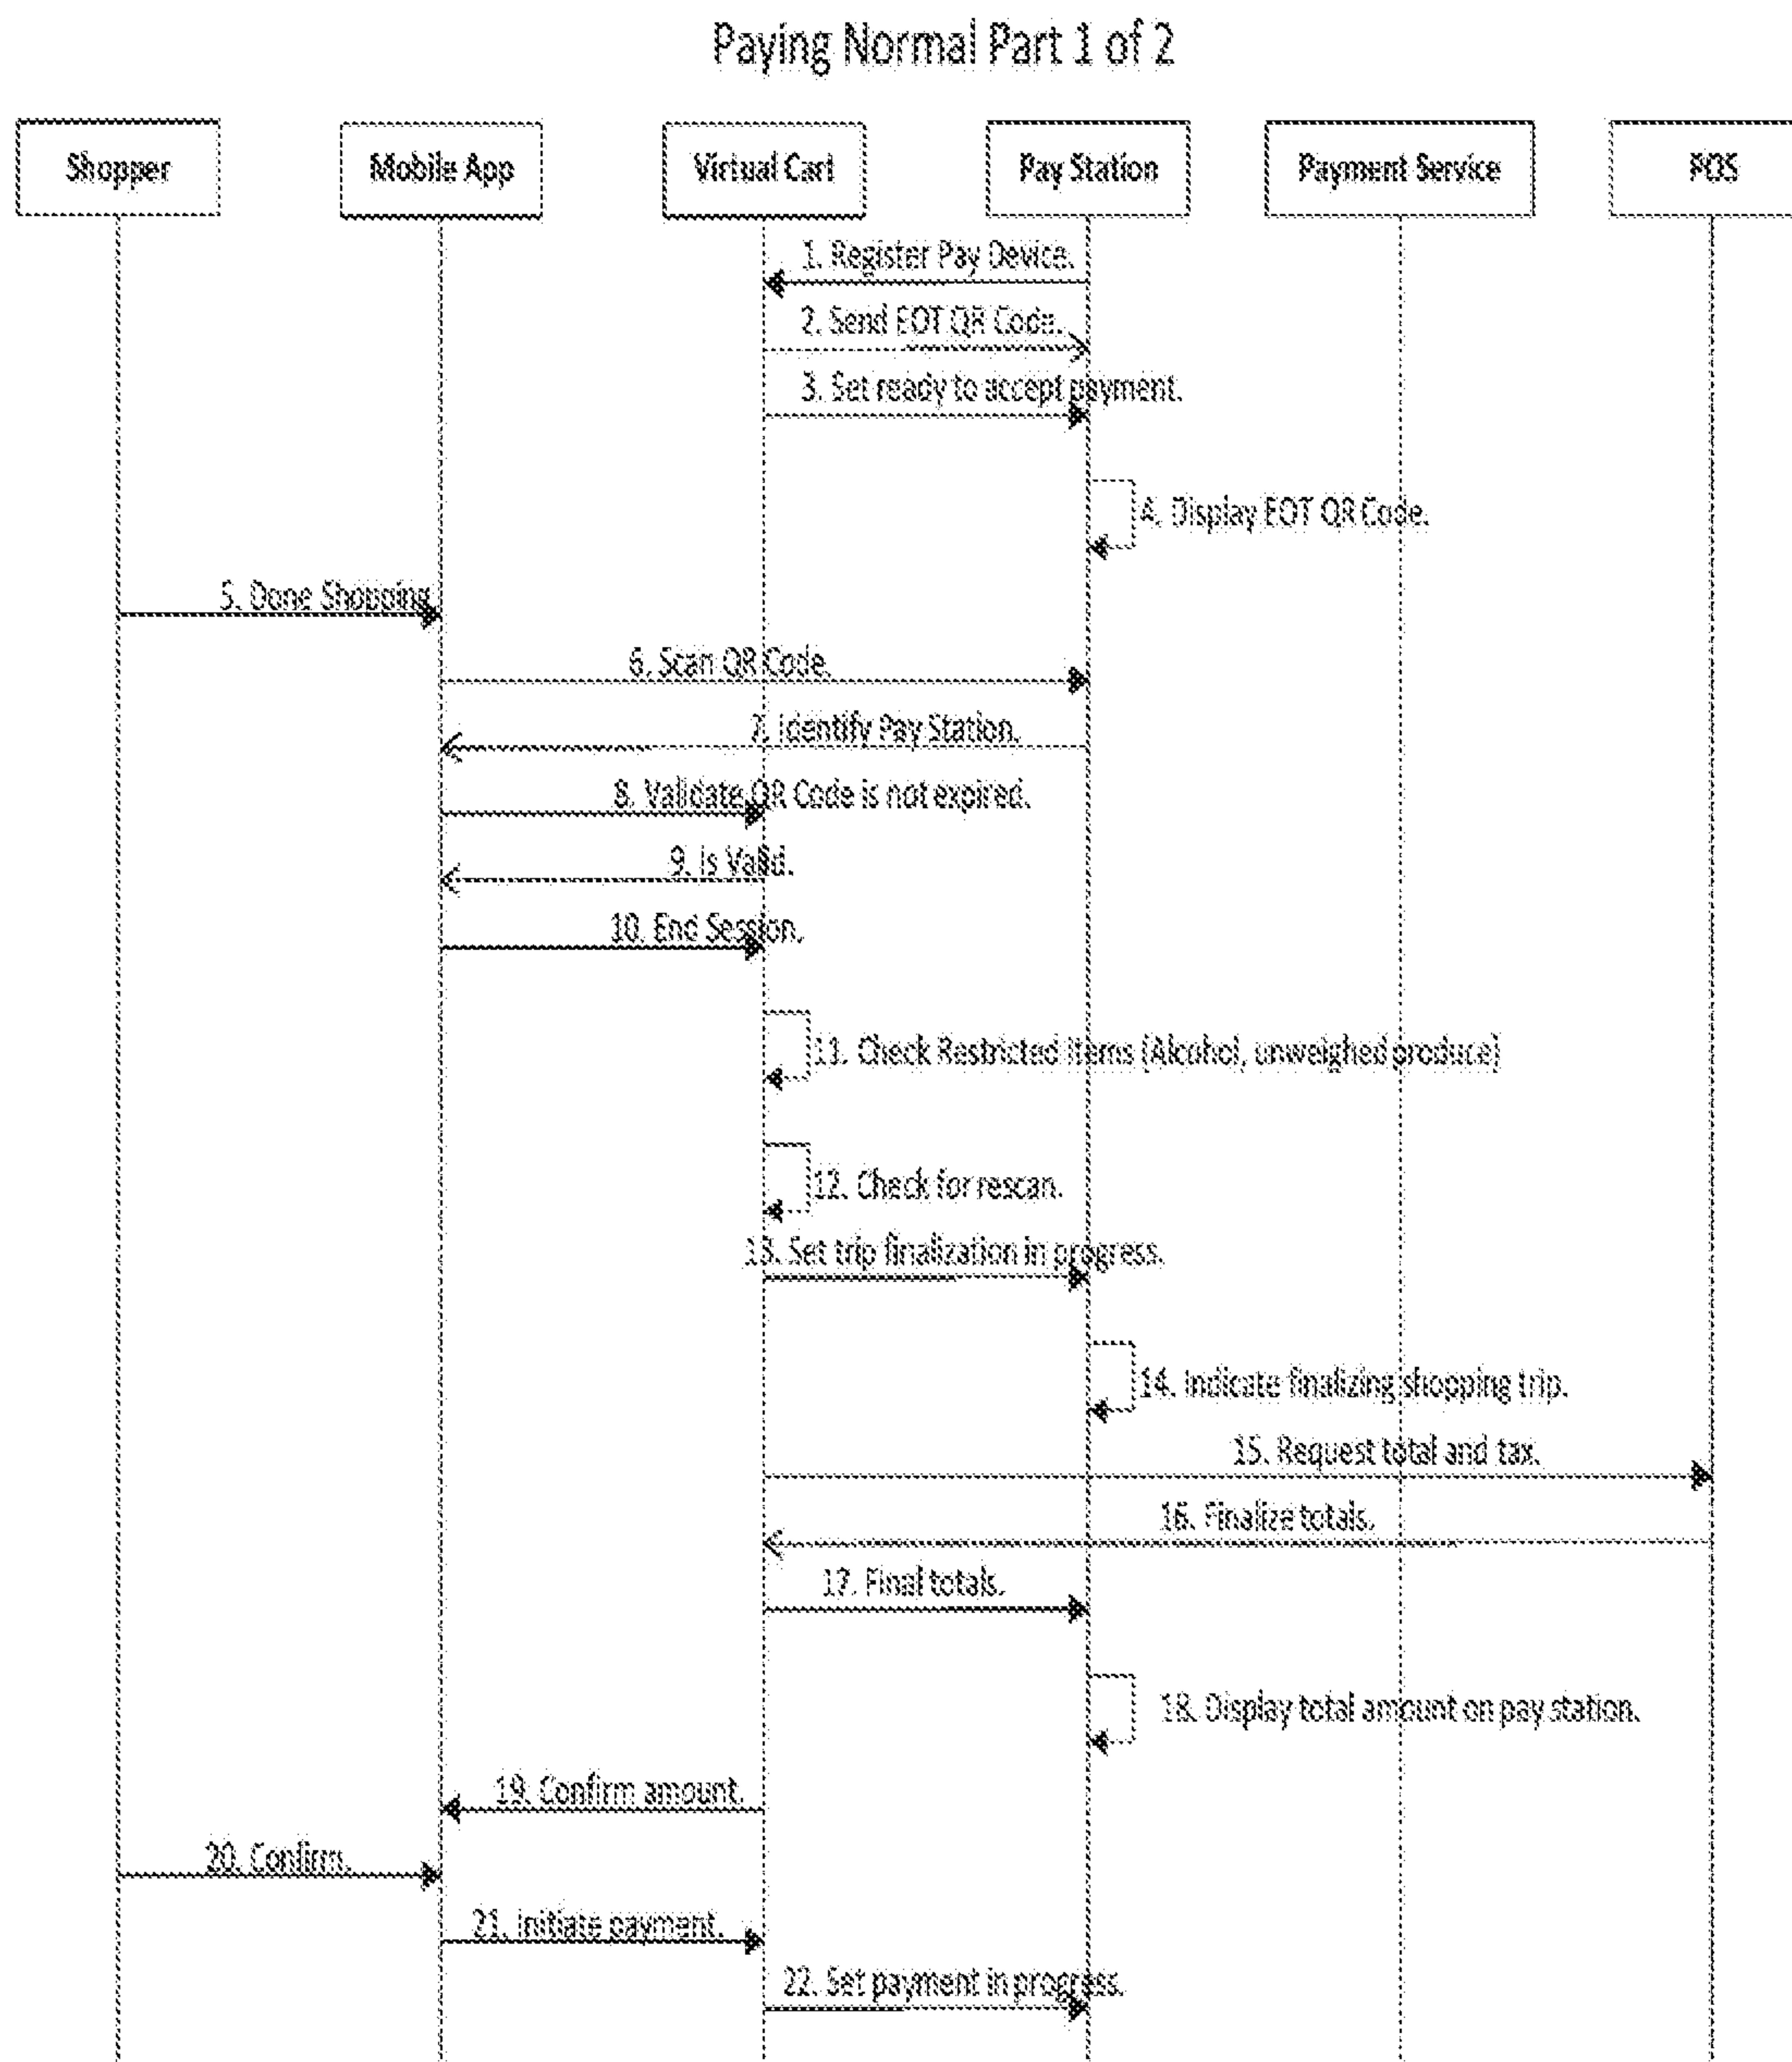 Paying Normal Part 1 of 2
Shopper
Mobile App
Virtual Cart
Pay Station
Payment Service
POS
1. Register Pay Device.
2. Send EOT QR Code.
3. Set ready to accept payment.
4. Display EOT QR Code.
5. Done Shopping
6. Scan QR Code.
7. Identify Pay Station.
8. Validate QR Code is not expired.
9. Is Valid.
10. End Session.
11. Check Restricted Items (Alcohol, unweighed produce)
12. Check for rescan.
13. Set trip finalization in progress.
14. Indicate finalizing shopping trip.
15. Request total and tax.
16. Finalize totals.
17. Final totals.
18. Display total amount on pay station.
19. Confirm amount.
20. Confirm.
21. Initiate payment.
22. Set payment in progress.